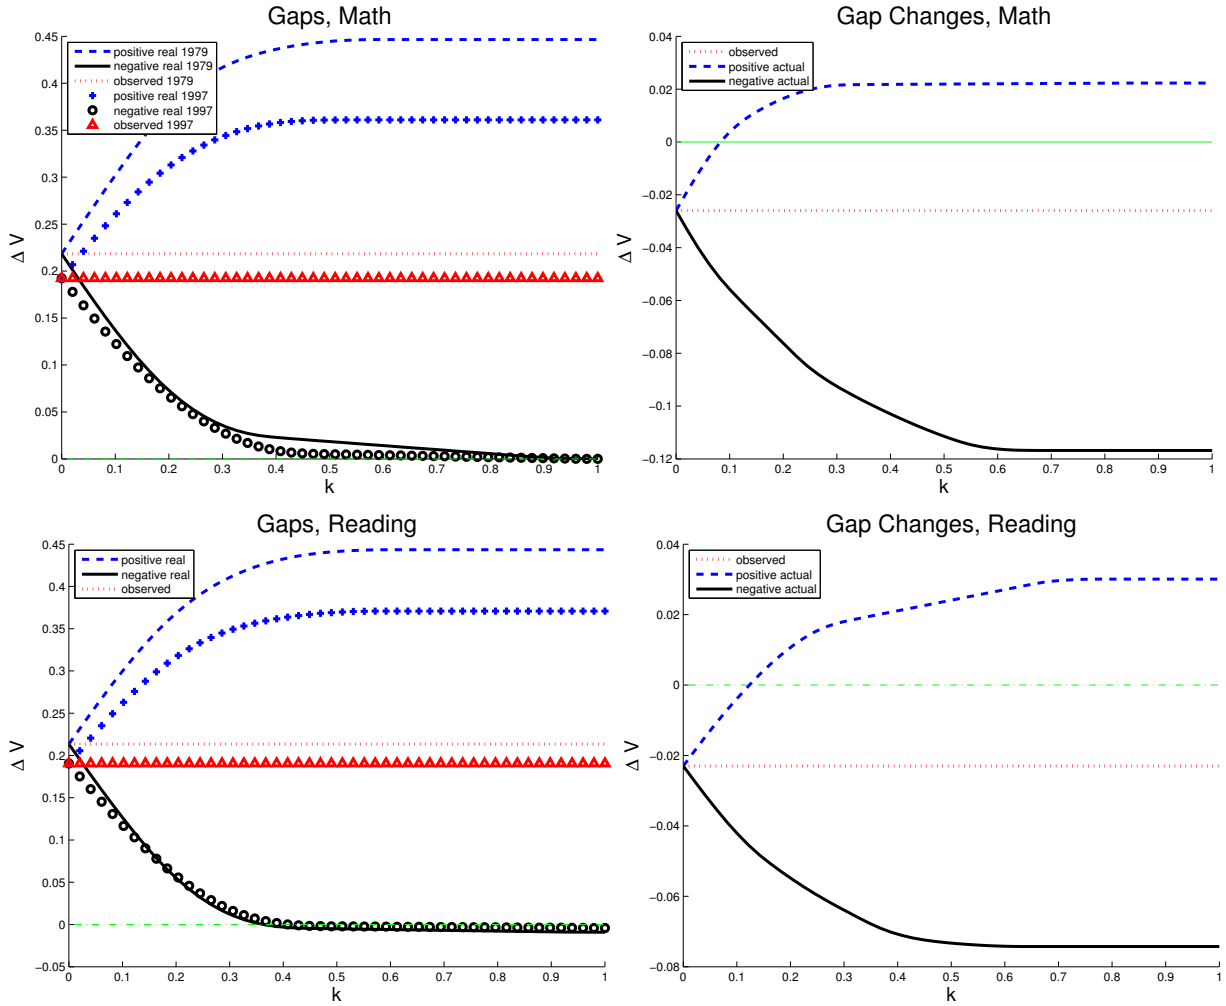 Gaps, Math
0.45
0.4
0.35
0.3
0.25
0.2
0.15
0.1
0.05
0
Δ V
positive real 1979
negative real 1979
observed 1979
positive real 1997
negative real 1997
observed 1997
0 0.1 0.2 0.3 0.4 0.5 0.6 0.7 0.8 0.9 1
k
Gap Changes, Math
0.04
0.02
0
−0.02
−0.04
−0.06
−0.08
−0.1
−0.12
Δ V
observed
positive actual
negative actual
0 0.1 0.2 0.3 0.4 0.5 0.6 0.7 0.8 0.9 1
k
Gaps, Reading
0.45
0.4
0.35
0.3
0.25
0.2
0.15
0.1
0.05
0
−0.05
Δ V
positive real
negative real
observed
0 0.1 0.2 0.3 0.4 0.5 0.6 0.7 0.8 0.9 1
k
Gap Changes, Reading
0.04
0.02
0
−0.02
−0.04
−0.06
−0.08
Δ V
observed
positive actual
negative actual
0 0.1 0.2 0.3 0.4 0.5 0.6 0.7 0.8 0.9 1
k